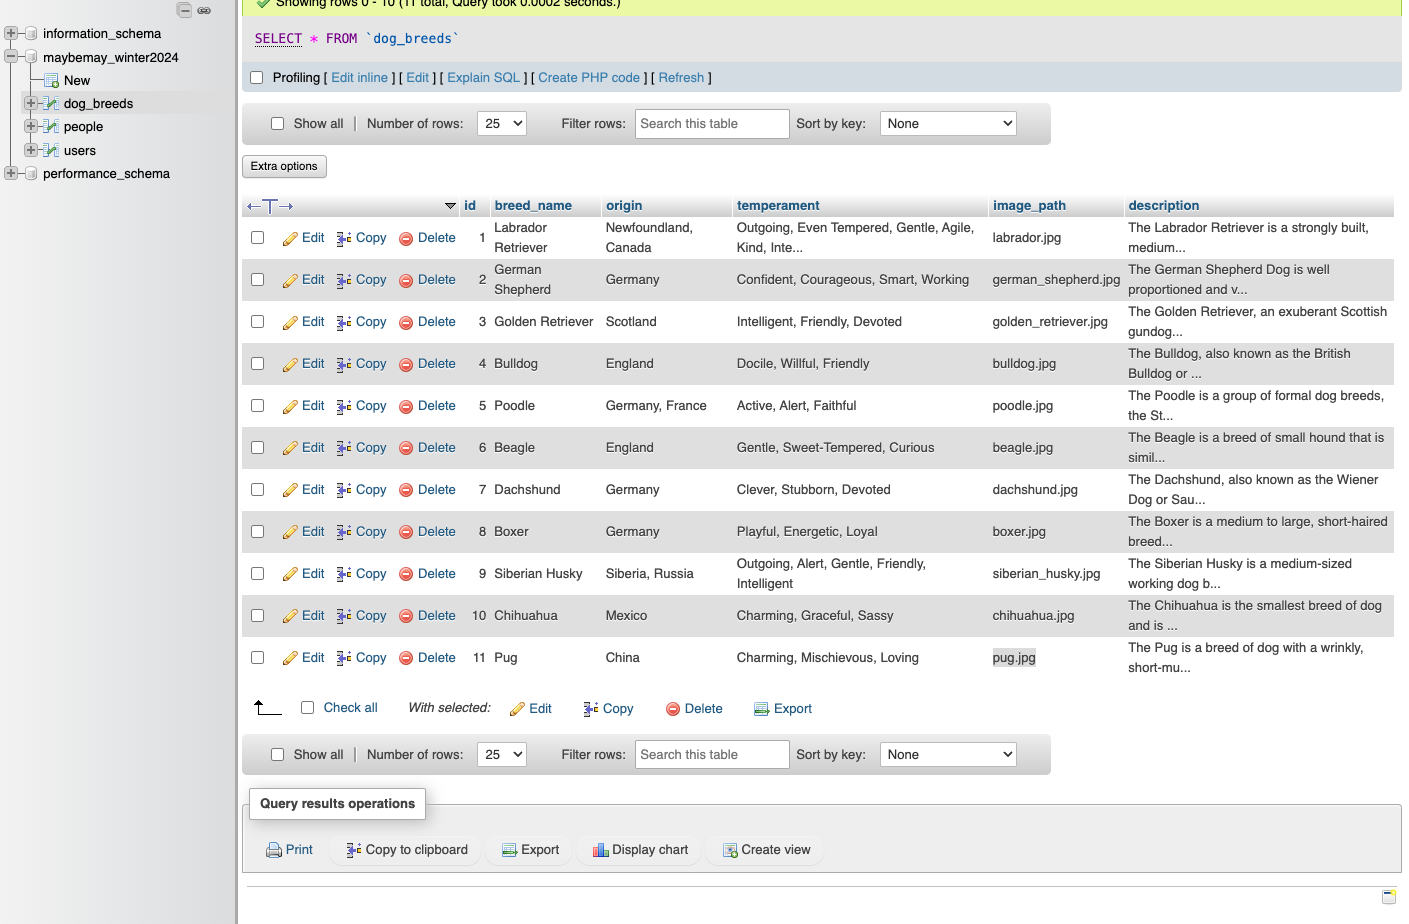 Showing rows 0 - 10 (11 total, Query took 0.0002 seconds.)
information_schema
maybemay_winter2024
New
dog_breeds
people
users
performance_schema
SELECT * FROM `dog_breeds`
Profiling [ Edit inline ] [ Edit ] [ Explain SQL ] [ Create PHP code ] [ Refresh ]
Show all | Number of rows: 25 Filter rows: Search this table Sort by key: None
Extra options
id breed_name origin temperament image_path description
Edit Copy Delete 1 Labrador Retriever Newfoundland, Canada Outgoing, Even Tempered, Gentle, Agile, Kind, Inte... labrador.jpg The Labrador Retriever is a strongly built, medium...
Edit Copy Delete 2 German Shepherd Germany Confident, Courageous, Smart, Working german_shepherd.jpg The German Shepherd Dog is well proportioned and v...
Edit Copy Delete 3 Golden Retriever Scotland Intelligent, Friendly, Devoted golden_retriever.jpg The Golden Retriever, an exuberant Scottish gundog...
Edit Copy Delete 4 Bulldog England Docile, Willful, Friendly bulldog.jpg The Bulldog, also known as the British Bulldog or ...
Edit Copy Delete 5 Poodle Germany, France Active, Alert, Faithful poodle.jpg The Poodle is a group of formal dog breeds, the St...
Edit Copy Delete 6 Beagle England Gentle, Sweet-Tempered, Curious beagle.jpg The Beagle is a breed of small hound that is simil...
Edit Copy Delete 7 Dachshund Germany Clever, Stubborn, Devoted dachshund.jpg The Dachshund, also known as the Wiener Dog or Sau...
Edit Copy Delete 8 Boxer Germany Playful, Energetic, Loyal boxer.jpg The Boxer is a medium to large, short-haired breed...
Edit Copy Delete 9 Siberian Husky Siberia, Russia Outgoing, Alert, Gentle, Friendly, Intelligent siberian_husky.jpg The Siberian Husky is a medium-sized working dog b...
Edit Copy Delete 10 Chihuahua Mexico Charming, Graceful, Sassy chihuahua.jpg The Chihuahua is the smallest breed of dog and is ...
Edit Copy Delete 11 Pug China Charming, Mischievous, Loving pug.jpg The Pug is a breed of dog with a wrinkly, short-mu...
Check all With selected: Edit Copy Delete Export
Show all | Number of rows: 25 Filter rows: Search this table Sort by key: None
Query results operations
Print Copy to clipboard Export Display chart Create view